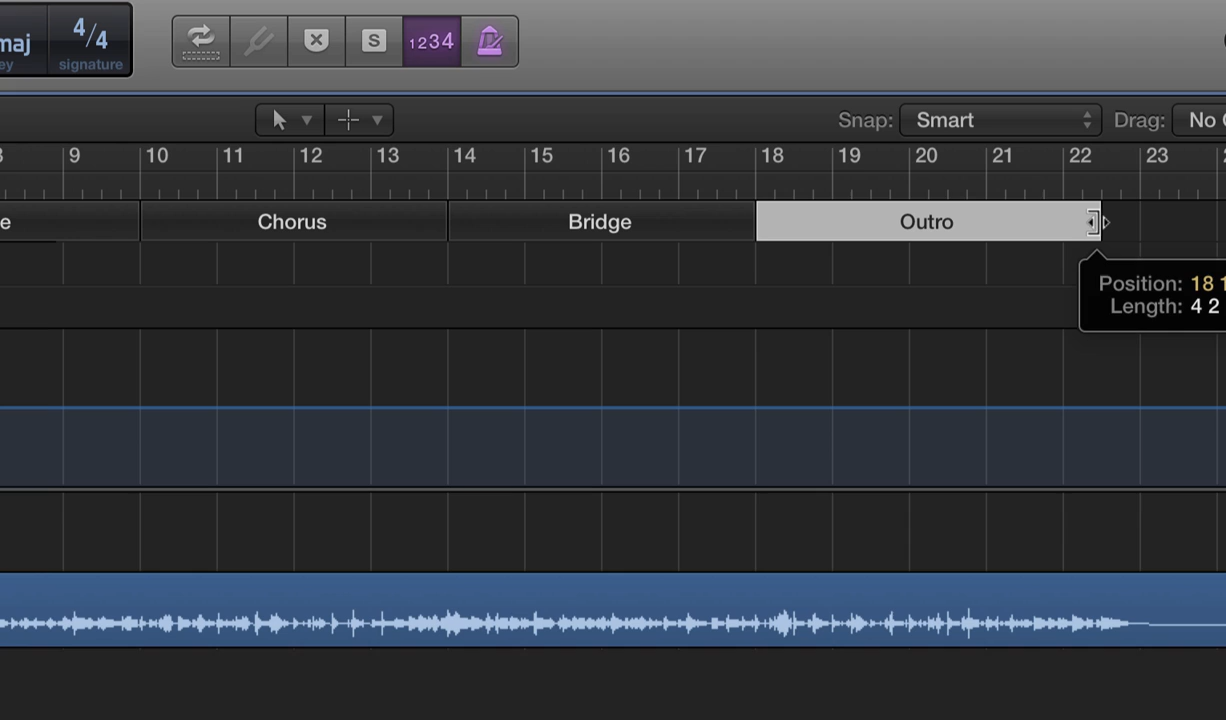 maj 4/4
signature
S 1234
Snap: Smart Drag: No
9 10 11 12 13 14 15 16 17 18 19 20 21 22 23
Chorus Bridge Outro
Position: 18 1
Length: 4 2